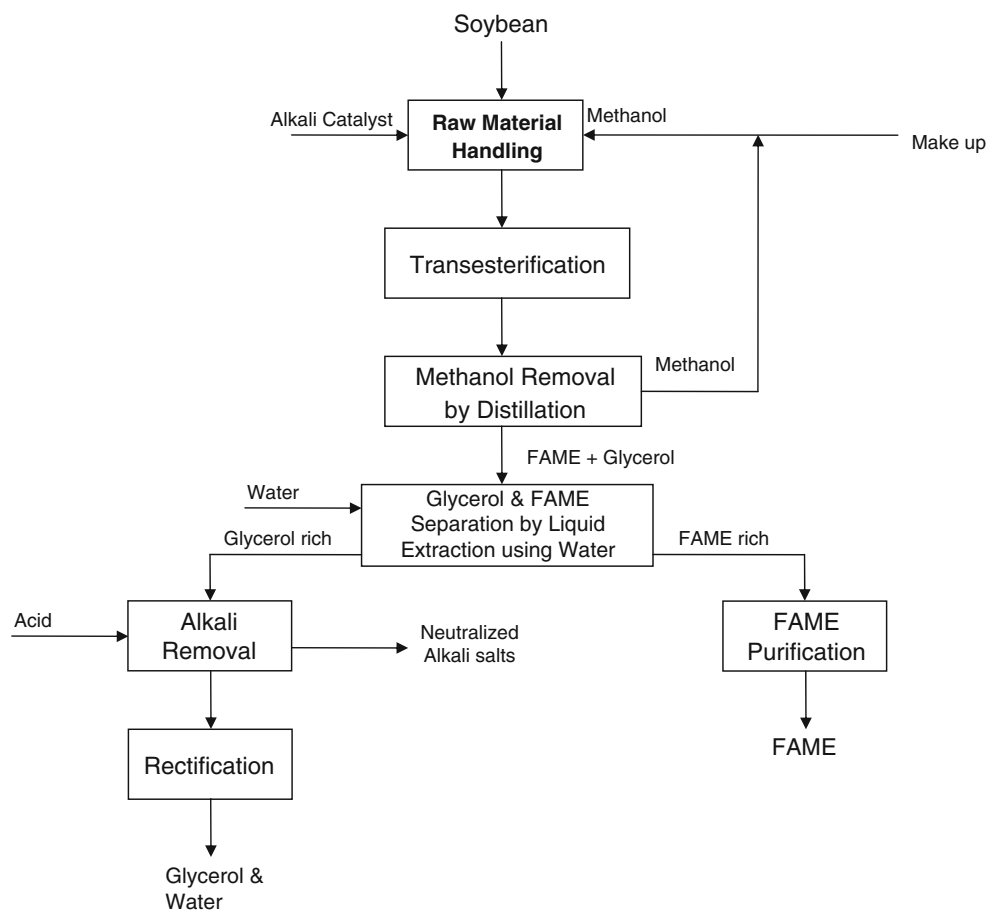 Soybean
Alkali Catalyst
Raw Material
Handling
Methanol
Make up
Transesterification
Methanol Removal
by Distillation
Methanol
FAME + Glycerol
Water
Glycerol & FAME
Separation by Liquid
Extraction using Water
Glycerol rich
FAME rich
Acid
Alkali
Removal
Neutralized
Alkali salts
FAME
Purification
Rectification
FAME
Glycerol &
Water